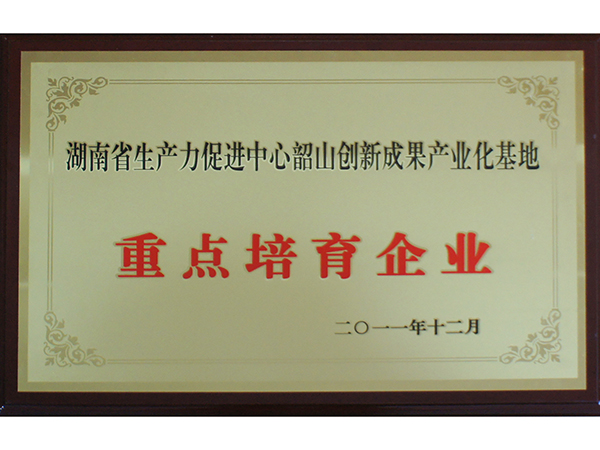 湖南省生产力促进中心韶山创新成果产业化基地
重点培育企业
二〇一一年十二月